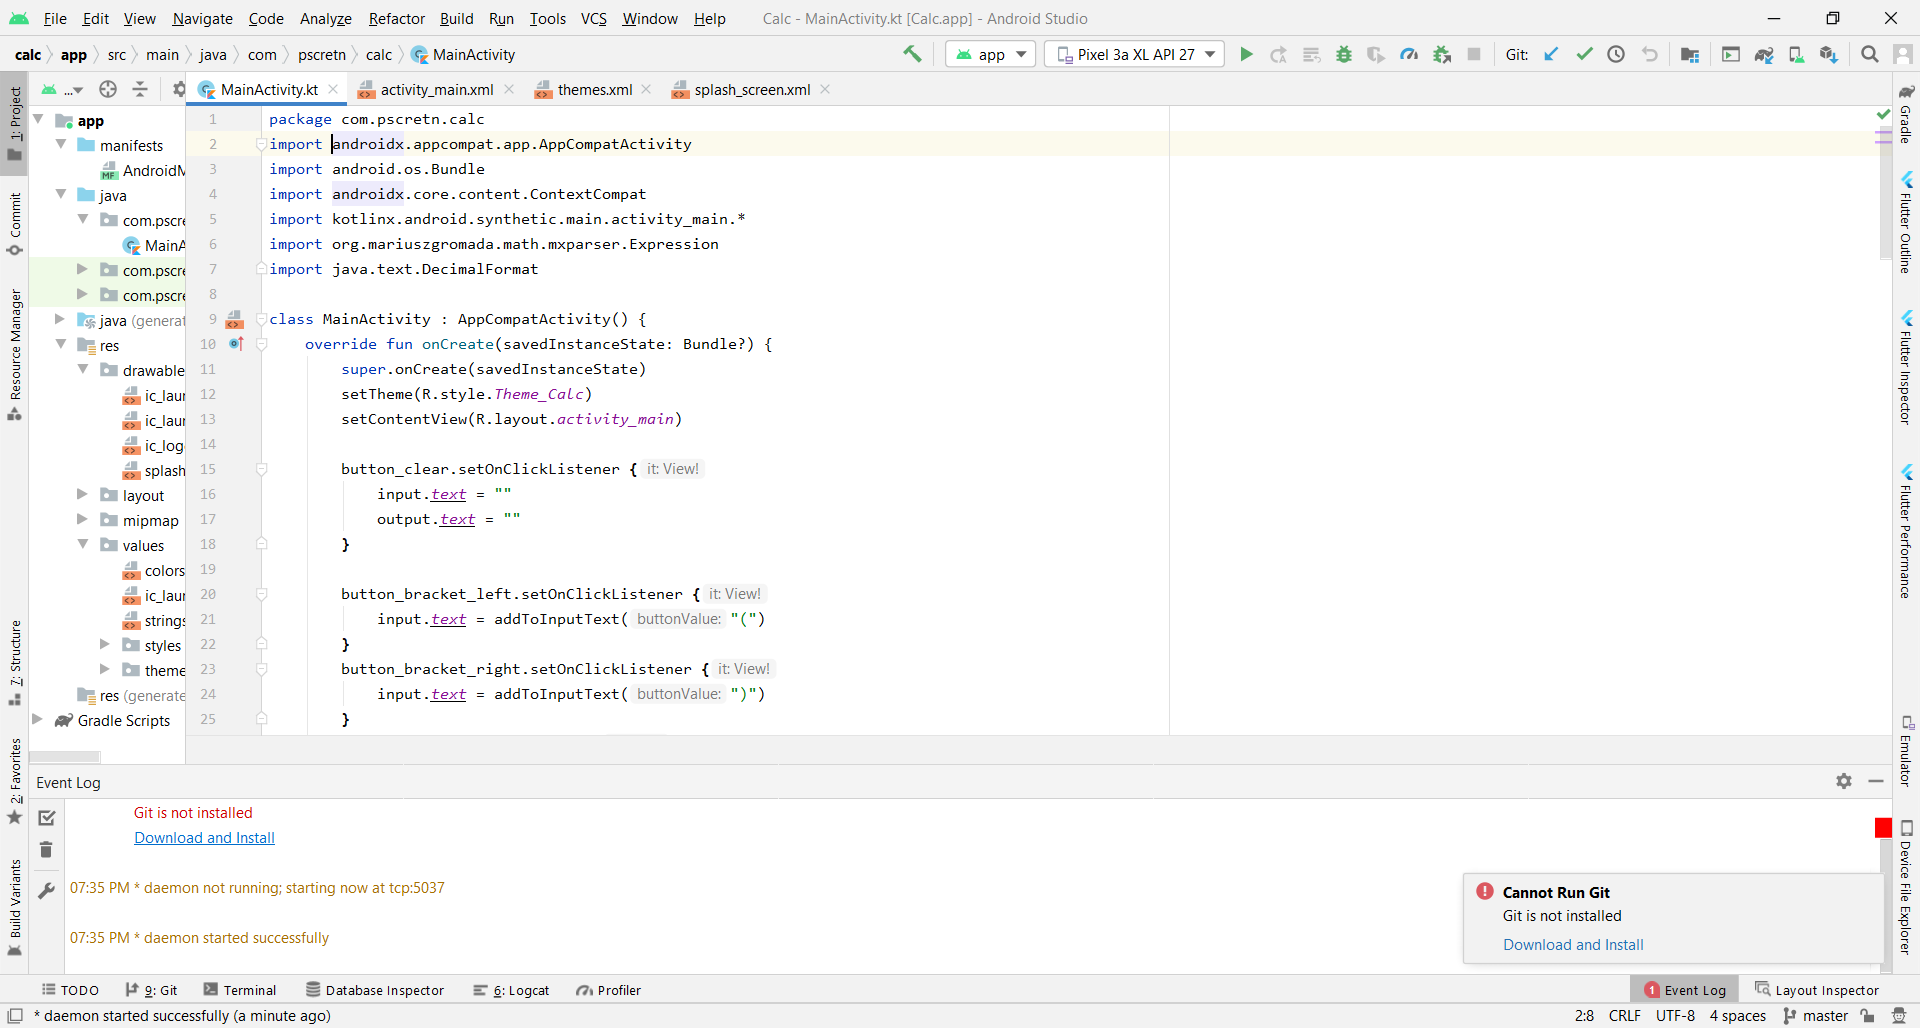 File Edit View Navigate Code Analyze Refactor Build Run Tools VCS Window Help Calc - MainActivity.kt [Calc.app] - Android Studio
calc app src main java com pscretn calc MainActivity app Pixel 3a XL API 27 Git:
... MainActivity.kt activity_main.xml themes.xml splash_screen.xml
1: Project
Commit
Resource Manager
7: Structure
2: Favorites
Build Variants
app
manifests
AndroidM
java
com.pscre
MainA
com.pscre
com.pscre
java (generat
res
drawable
ic_laun
ic_laun
ic_log
splash
layout
mipmap
values
colors
ic_laun
strings
styles
theme
res (generate
Gradle Scripts
1 package com.pscretn.calc
2 import androidx.appcompat.app.AppCompatActivity
3 import android.os.Bundle
4 import androidx.core.content.ContextCompat
5 import kotlinx.android.synthetic.main.activity_main.*
6 import org.mariuszgromada.math.mxparser.Expression
7 import java.text.DecimalFormat
8
9 class MainActivity : AppCompatActivity() {
10 override fun onCreate(savedInstanceState: Bundle?) {
11 super.onCreate(savedInstanceState)
12 setTheme(R.style.Theme_Calc)
13 setContentView(R.layout.activity_main)
14
15 button_clear.setOnClickListener { it: View!
16 input.text = ""
17 output.text = ""
18 }
19
20 button_bracket_left.setOnClickListener { it: View!
21 input.text = addToInputText( buttonValue: "(")
22 }
23 button_bracket_right.setOnClickListener { it: View!
24 input.text = addToInputText( buttonValue: ")")
25 }
Gradle
Flutter Outline
Flutter Inspector
Flutter Performance
Emulator
Device File Explorer
Event Log
Git is not installed
Download and Install
07:35 PM * daemon not running; starting now at tcp:5037
07:35 PM * daemon started successfully
Cannot Run Git
Git is not installed
Download and Install
TODO 9: Git Terminal Database Inspector 6: Logcat Profiler 1 Event Log Layout Inspector
* daemon started successfully (a minute ago) 2:8 CRLF UTF-8 4 spaces master